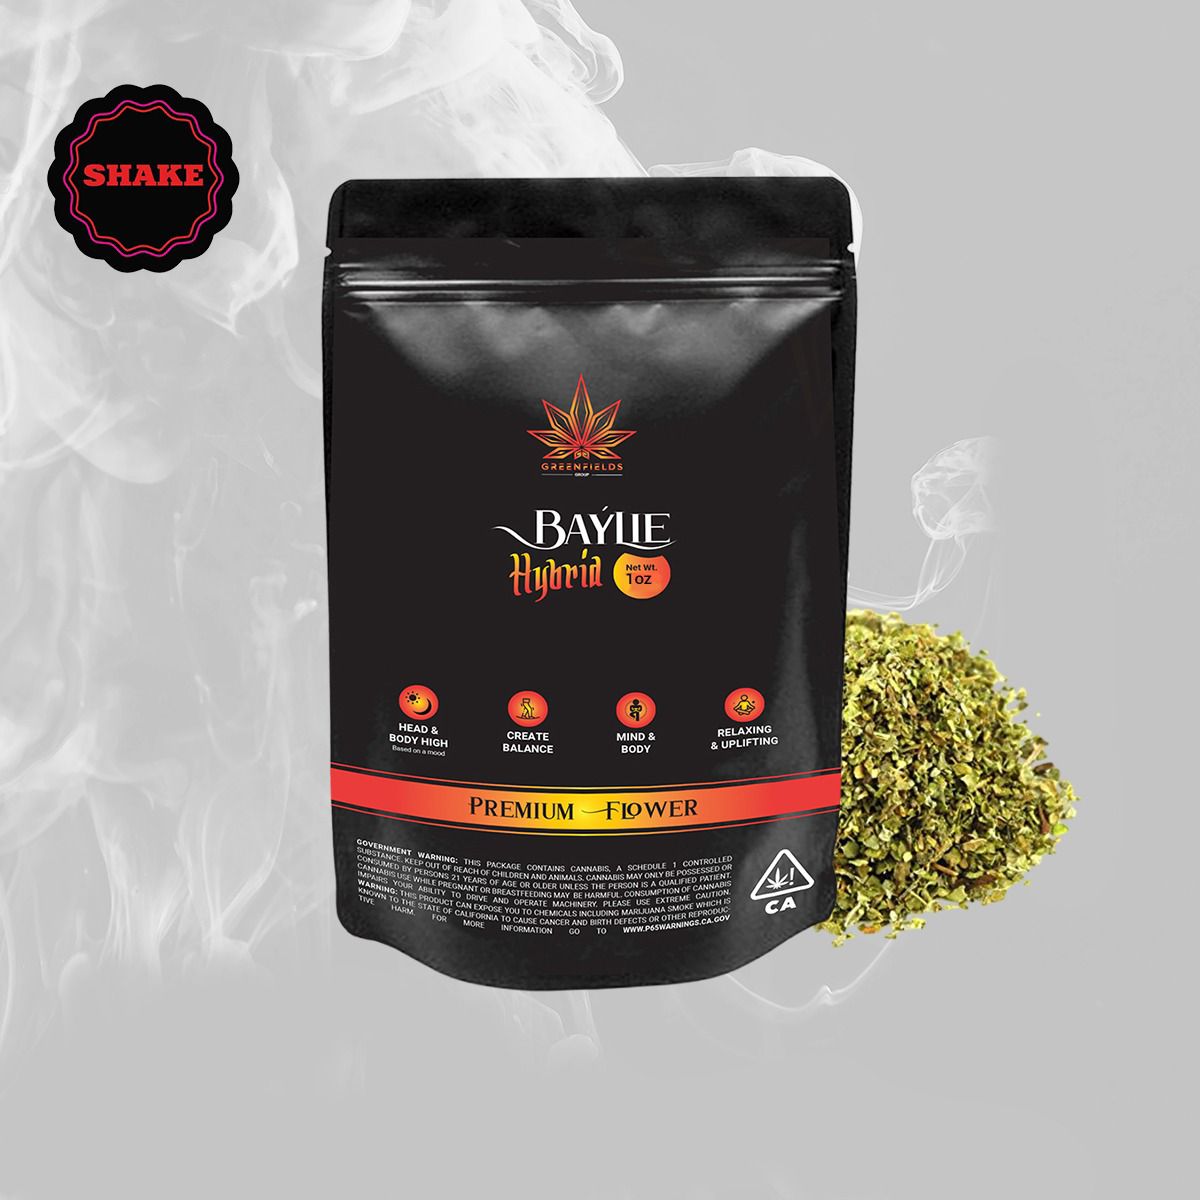 SHAKE
GREENFIELDS
GROUP
BAÝLIE
Hybrid
Net Wt.
1oz
HEAD &
BODY HIGH
Based on a mood
CREATE
BALANCE
MIND &
BODY
RELAXING
& UPLIFTING
PREMIUM FLOWER
GOVERNMENT WARNING: THIS PACKAGE CONTAINS CANNABIS, A SCHEDULE 1 CONTROLLED
SUBSTANCE. KEEP OUT OF REACH OF CHILDREN AND ANIMALS. CANNABIS MAY ONLY BE POSSESSED OR
CONSUMED BY PERSONS 21 YEARS OF AGE OR OLDER UNLESS THE PERSON IS A QUALIFIED PATIENT.
CANNABIS USE WHILE PREGNANT OR BREASTFEEDING MAY BE HARMFUL. CONSUMPTION OF CANNABIS
IMPAIRS YOUR ABILITY TO DRIVE AND OPERATE MACHINERY. PLEASE USE EXTREME CAUTION.
WARNING: THIS PRODUCT CAN EXPOSE YOU TO CHEMICALS INCLUDING MARIJUANA SMOKE WHICH IS
KNOWN TO THE STATE OF CALIFORNIA TO CAUSE CANCER AND BIRTH DEFECTS OR OTHER REPRODUC-
TIVE HARM. FOR MORE INFORMATION GO TO WWW.P65WARNINGS.CA.GOV
!
CA